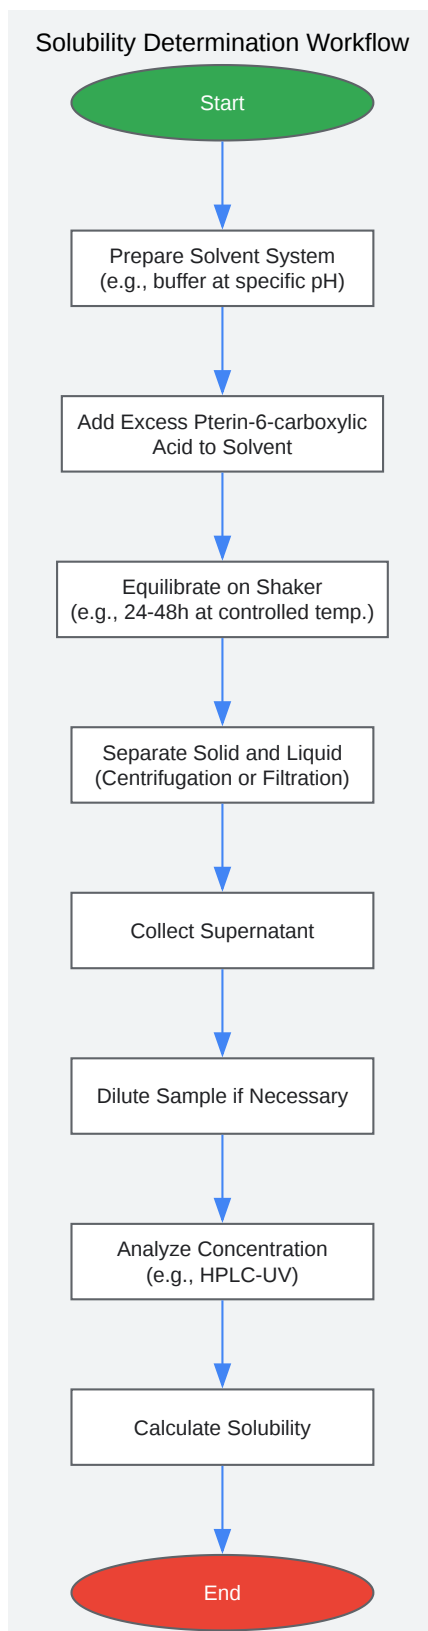 Solubility Determination Workflow
Start
Prepare Solvent System
(e.g., buffer at specific pH)
Add Excess Pterin-6-carboxylic
Acid to Solvent
Equilibrate on Shaker
(e.g., 24-48h at controlled temp.)
Separate Solid and Liquid
(Centrifugation or Filtration)
Collect Supernatant
Dilute Sample if Necessary
Analyze Concentration
(e.g., HPLC-UV)
Calculate Solubility
End